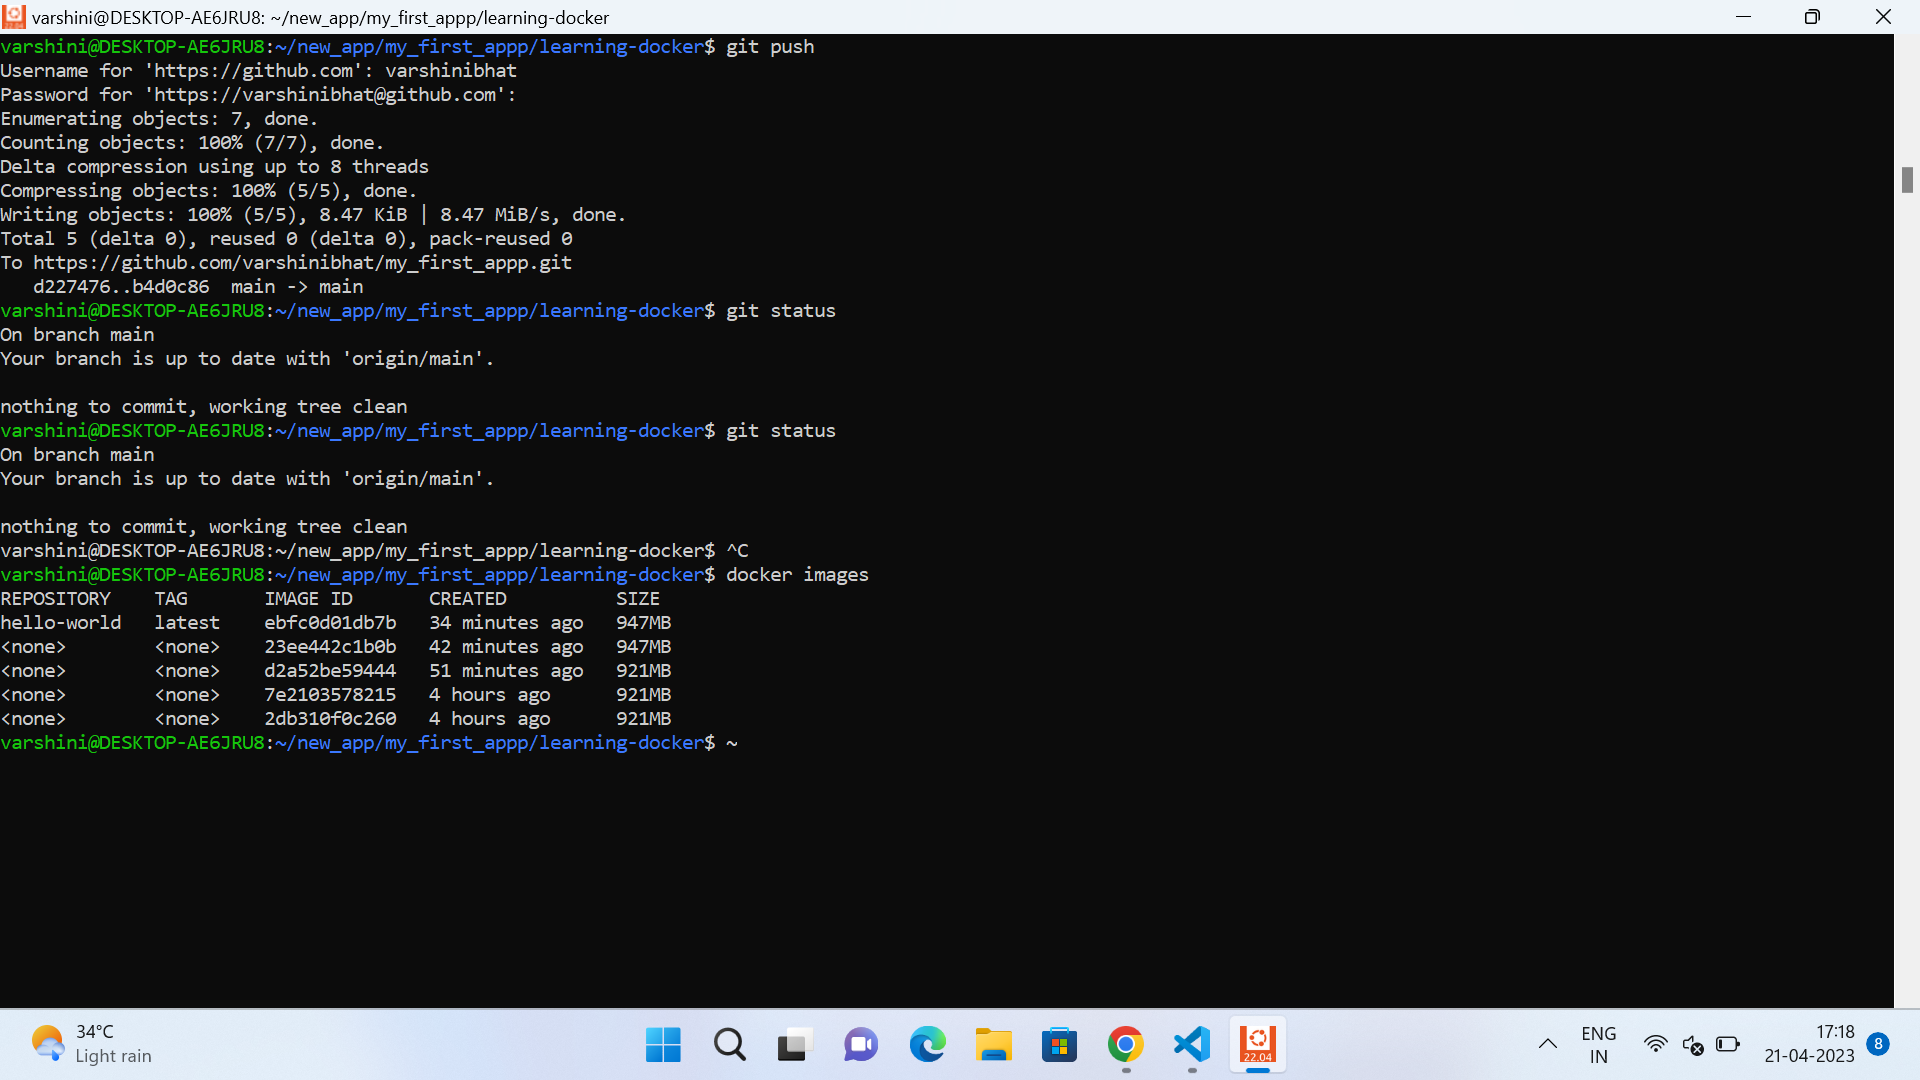 varshini@DESKTOP-AE6JRU8: ~/new_app/my_first_appp/learning-docker
varshini@DESKTOP-AE6JRU8:~/new_app/my_first_appp/learning-docker$ git push
Username for 'https://github.com': varshinibhat
Password for 'https://varshinibhat@github.com':
Enumerating objects: 7, done.
Counting objects: 100% (7/7), done.
Delta compression using up to 8 threads
Compressing objects: 100% (5/5), done.
Writing objects: 100% (5/5), 8.47 KiB | 8.47 MiB/s, done.
Total 5 (delta 0), reused 0 (delta 0), pack-reused 0
To https://github.com/varshinibhat/my_first_appp.git
   d227476..b4d0c86  main -> main
varshini@DESKTOP-AE6JRU8:~/new_app/my_first_appp/learning-docker$ git status
On branch main
Your branch is up to date with 'origin/main'.
nothing to commit, working tree clean
varshini@DESKTOP-AE6JRU8:~/new_app/my_first_appp/learning-docker$ git status
On branch main
Your branch is up to date with 'origin/main'.
nothing to commit, working tree clean
varshini@DESKTOP-AE6JRU8:~/new_app/my_first_appp/learning-docker$ ^C
varshini@DESKTOP-AE6JRU8:~/new_app/my_first_appp/learning-docker$ docker images
REPOSITORY    TAG       IMAGE ID       CREATED          SIZE
hello-world   latest    ebfc0d01db7b   34 minutes ago   947MB
<none>        <none>    23ee442c1b0b   42 minutes ago   947MB
<none>        <none>    d2a52be59444   51 minutes ago   921MB
<none>        <none>    7e2103578215   4 hours ago      921MB
<none>        <none>    2db310f0c260   4 hours ago      921MB
varshini@DESKTOP-AE6JRU8:~/new_app/my_first_appp/learning-docker$ ~
34°C
Light rain
22.04
ENG
IN
17:18
21-04-2023
8